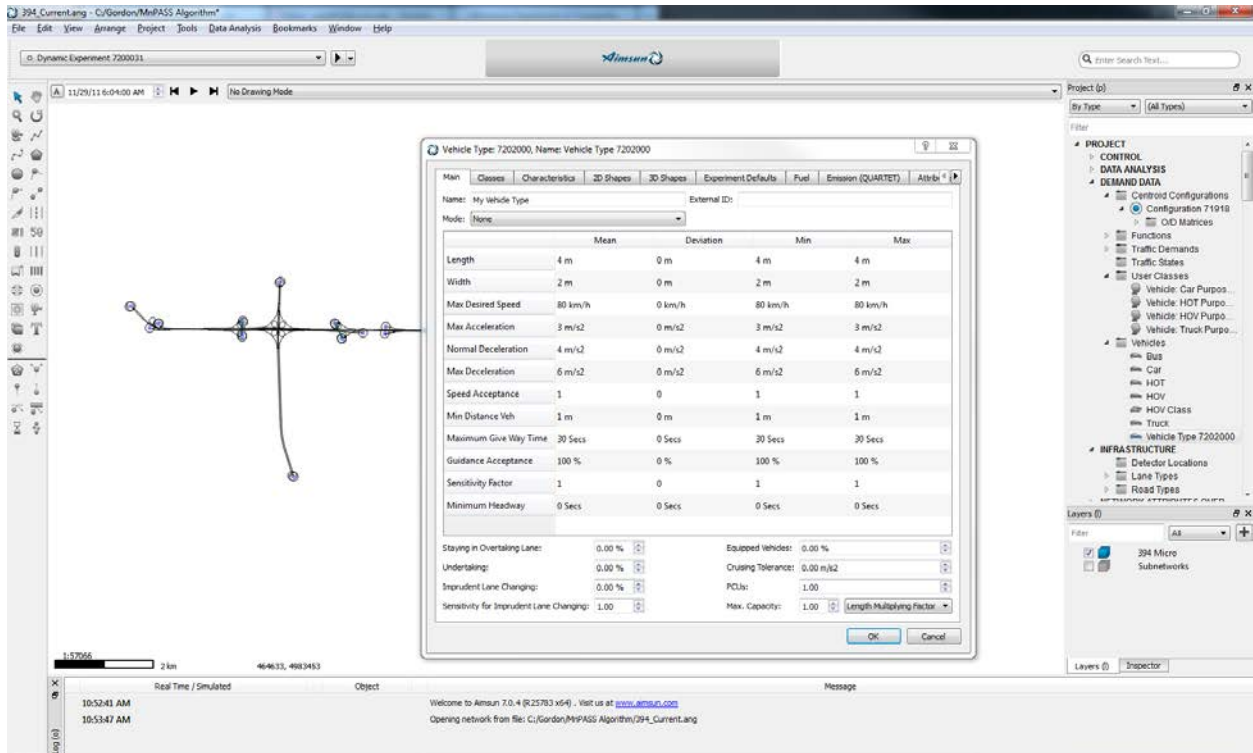 394_Current.ang - C:/Gordon/MnPASS Algorithm*
File Edit View Arrange Project Tools Data Analysis Bookmarks Window Help
Dynamic Experiment 7200031
Aimsun
Enter Search Text...
A 11/29/11 6:04:00 AM No Drawing Mode
Project (p)
By Type (All Types)
Filter
PROJECT
CONTROL
DATA ANALYSIS
DEMAND DATA
Centroid Configurations
Configuration 71918
O/D Matrices
Functions
Traffic Demands
Traffic States
User Classes
Vehicle: Car Purpos...
Vehicle: HOT Purpo...
Vehicle: HOV Purpo...
Vehicle: Truck Purpo...
Vehicles
Bus
Car
HOT
HOV
HOV Class
Truck
Vehicle Type 7202000
INFRASTRUCTURE
Detector Locations
Lane Types
Road Types
Vehicle Type: 7202000, Name: Vehicle Type 7202000
Main Classes Characteristics 2D Shapes 3D Shapes Experiment Defaults Fuel Emission (QUARTET) Attrib
Name: My Vehicle Type External ID:
Mode: None
Mean Deviation Min Max
Length 4 m 0 m 4 m 4 m
Width 2 m 0 m 2 m 2 m
Max Desired Speed 80 km/h 0 km/h 80 km/h 80 km/h
Max Acceleration 3 m/s2 0 m/s2 3 m/s2 3 m/s2
Normal Deceleration 4 m/s2 0 m/s2 4 m/s2 4 m/s2
Max Deceleration 6 m/s2 0 m/s2 6 m/s2 6 m/s2
Speed Acceptance 1 0 1 1
Min Distance Veh 1 m 0 m 1 m 1 m
Maximum Give Way Time 30 Secs 0 Secs 30 Secs 30 Secs
Guidance Acceptance 100 % 0 % 100 % 100 %
Sensitivity Factor 1 0 1 1
Minimum Headway 0 Secs 0 Secs 0 Secs 0 Secs
Staying in Overtaking Lane: 0.00 % Equipped Vehicles: 0.00 %
Undertaking: 0.00 % Cruising Tolerance: 0.00 m/s2
Imprudent Lane Changing: 0.00 % PCUs: 1.00
Sensitivity for Imprudent Lane Changing: 1.00 Max. Capacity: 1.00 Length Multiplying Factor
OK Cancel
Layers (l)
Filter All
394 Micro
Subnetworks
Layers (l) Inspector
1:57066
2 km 464633, 4983453
Real Time / Simulated Object Message
10:52:41 AM Welcome to Aimsun 7.0.4 (R25783 x64) . Visit us at www.aimsun.com
10:53:47 AM Opening network from file: C:/Gordon/MnPASS Algorithm/394_Current.ang
Log (o)